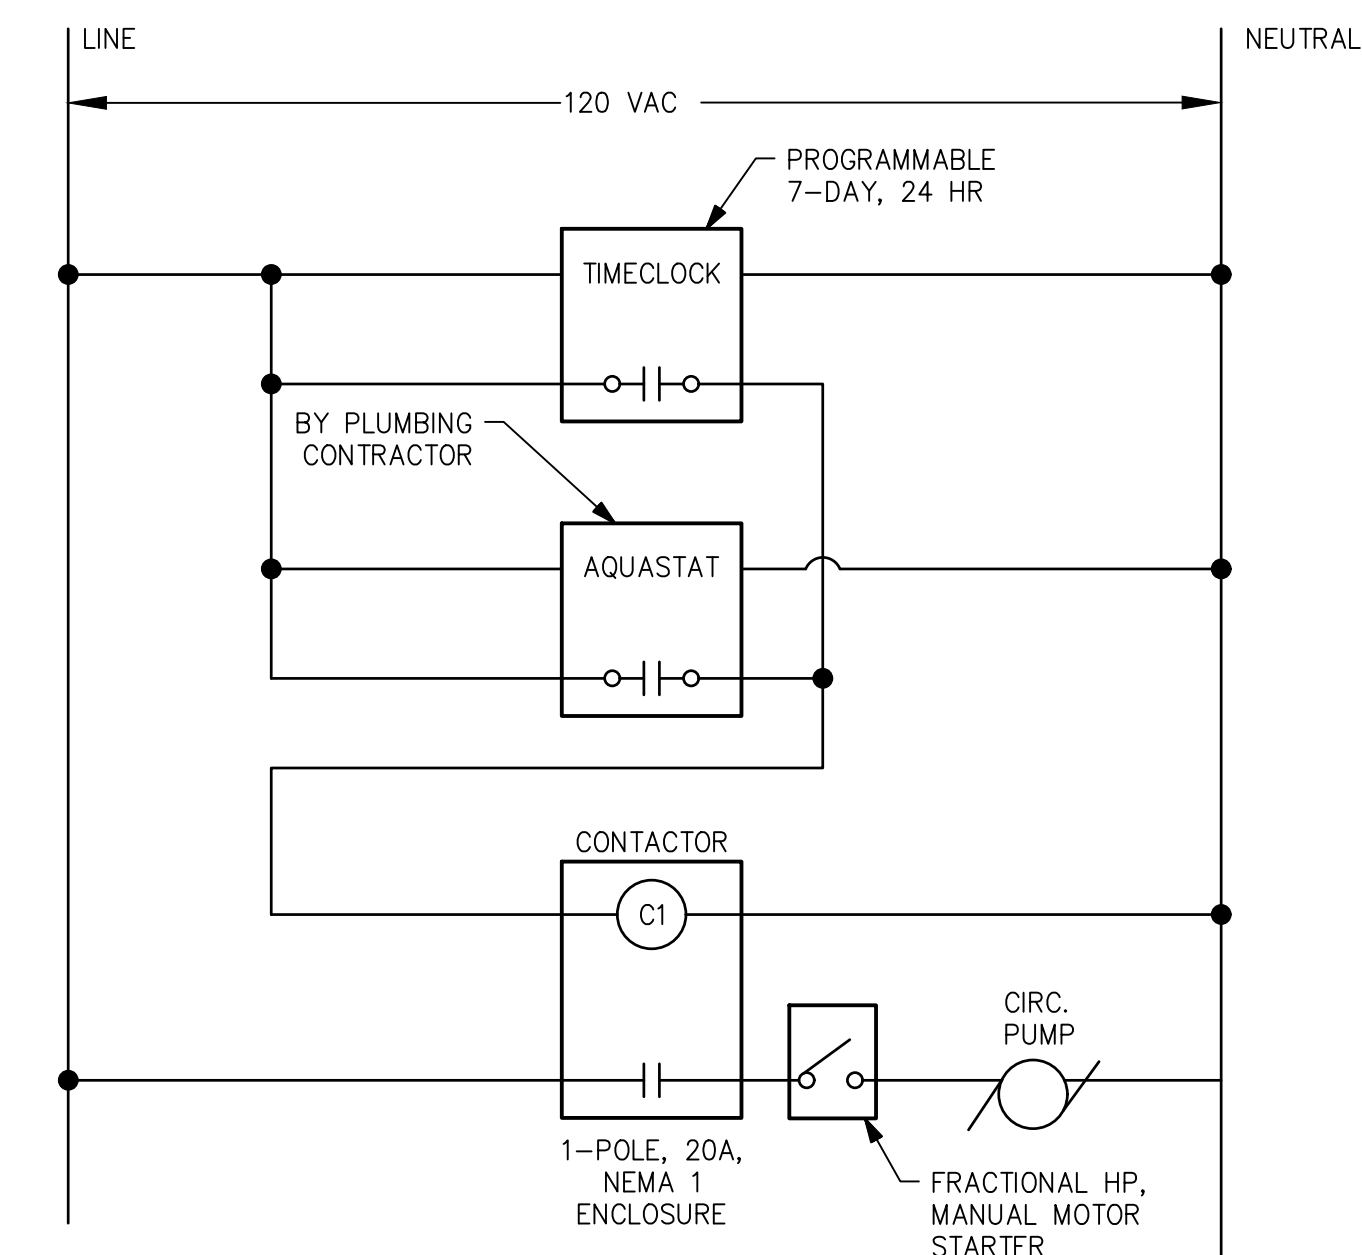 LINE
NEUTRAL
120 VAC
PROGRAMMABLE
7-DAY, 24 HR
TIMECLOCK
BY PLUMBING
CONTRACTOR
AQUASTAT
CONTACTOR
C1
CIRC.
PUMP
1-POLE, 20A,
NEMA 1
ENCLOSURE
FRACTIONAL HP,
MANUAL MOTOR
STARTER